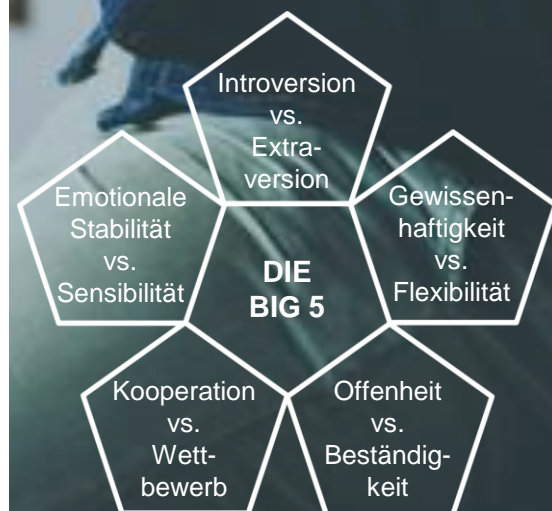 Introversion
vs.
Extra-
version
Emotionale
Stabilität
vs.
Sensibilität
Gewissen-
haftigkeit
vs.
Flexibilität
DIE
BIG 5
Kooperation
vs.
Wett-
bewerb
Offenheit
vs.
Beständig-
keit